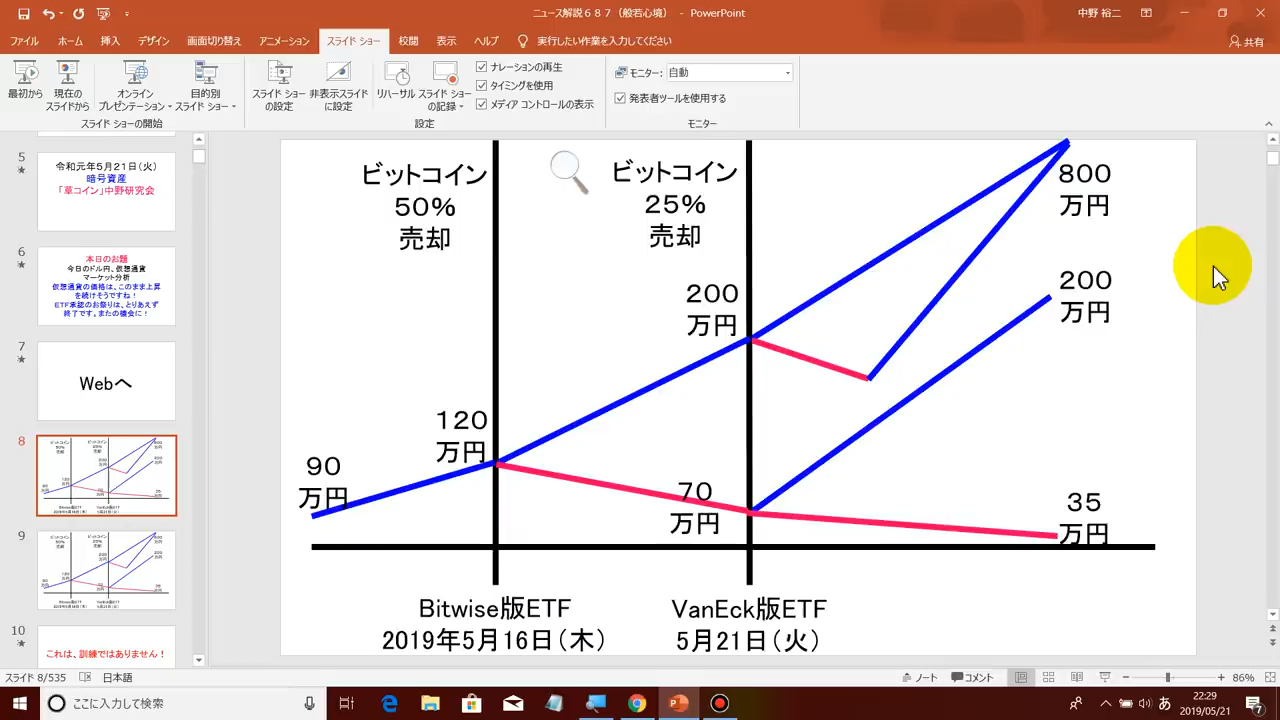 ニュース解説６８７（般若心境） - PowerPoint
中野 裕二
ファイル ホーム 挿入 デザイン 画面切り替え アニメーション スライド ショー 校閲 表示 ヘルプ 実行したい作業を入力してください 共有
最初から
現在の
スライドから
オンライン
プレゼンテーション
目的別
スライド ショー
スライド ショーの開始
スライド ショー
の設定
非表示スライド
に設定
リハーサル
スライド ショー
の記録
ナレーションの再生
タイミングを使用
メディア コントロールの表示
設定
モニター: 自動
発表者ツールを使用する
モニター
5
令和元年５月２１日（火）
暗号資産
「草コイン」中野研究会
6
本日のお題
今日のドル円、仮想通貨
マーケット分析
仮想通貨の価格は、このまま上昇
を続けそうですね！
ETF承認のお祭りは、とりあえず
終了です。またの機会に！
7
Webへ
8
9
10
これは、訓練ではありません！
ビットコイン
５０％
売却
ビットコイン
２５％
売却
８００
万円
２００
万円
２００
万円
１２０
万円
９０
万円
７０
万円
３５
万円
Bitwise版ETF
2019年５月１６日（木）
VanEck版ETF
５月２１日（火）
スライド 8/535 日本語
ノート コメント 86%
ここに入力して検索
あ
22:29
2019/05/21
7